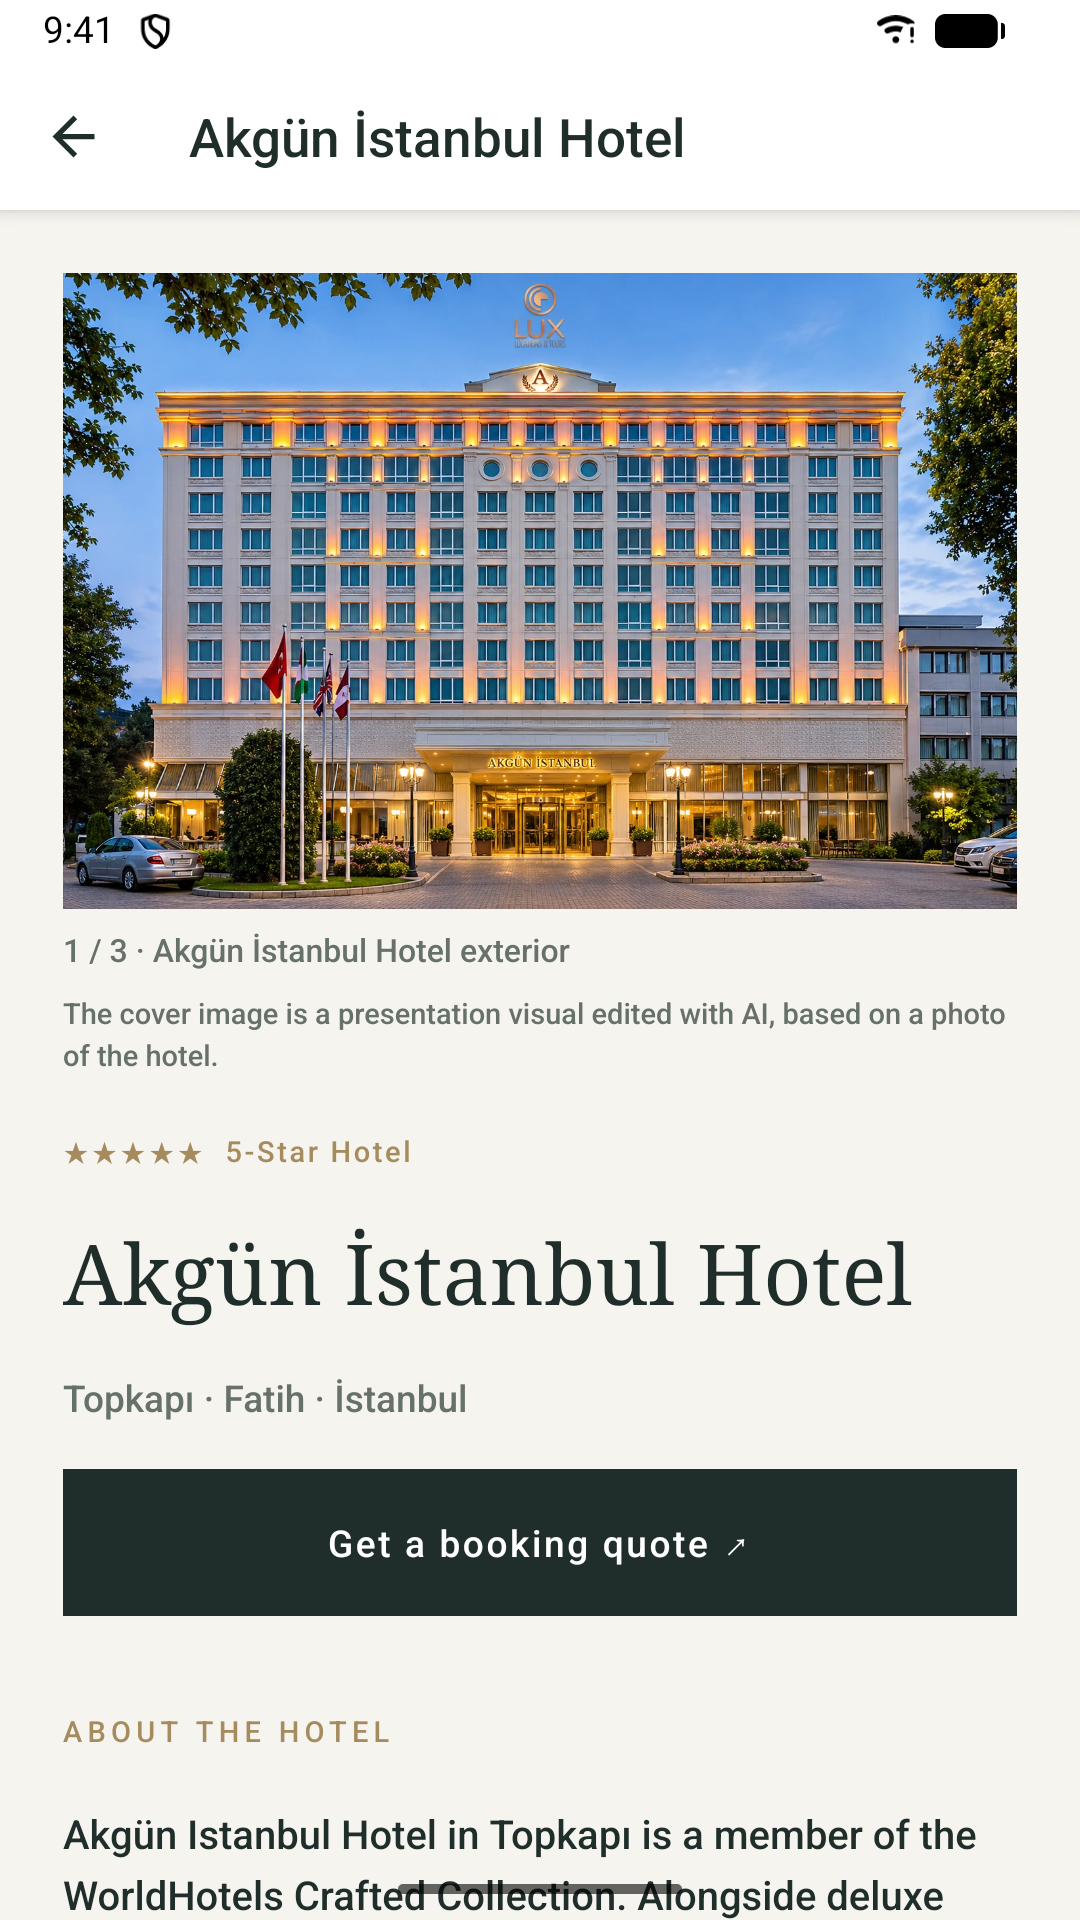 9:41
Akgün İstanbul Hotel
LUX
A
AKGÜN İSTANBUL
1 / 3 · Akgün İstanbul Hotel exterior
The cover image is a presentation visual edited with AI, based on a photo
of the hotel.
★★★★★ 5-Star Hotel
Akgün İstanbul Hotel
Topkapı · Fatih · İstanbul
Get a booking quote ↗
ABOUT THE HOTEL
Akgün Istanbul Hotel in Topkapı is a member of the
WorldHotels Crafted Collection. Alongside deluxe